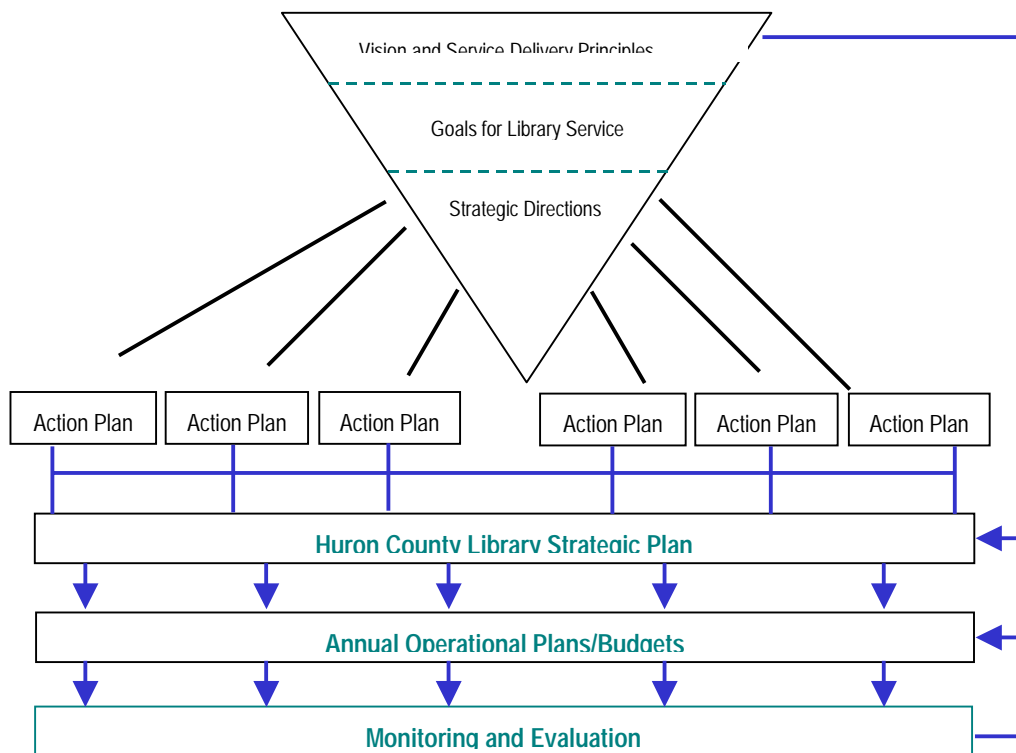 Vision and Service Delivery Principles
Goals for Library Service
Strategic Directions
Action Plan
Action Plan
Action Plan
Action Plan
Action Plan
Action Plan
Huron County Library Strategic Plan
Annual Operational Plans/Budgets
Monitoring and Evaluation